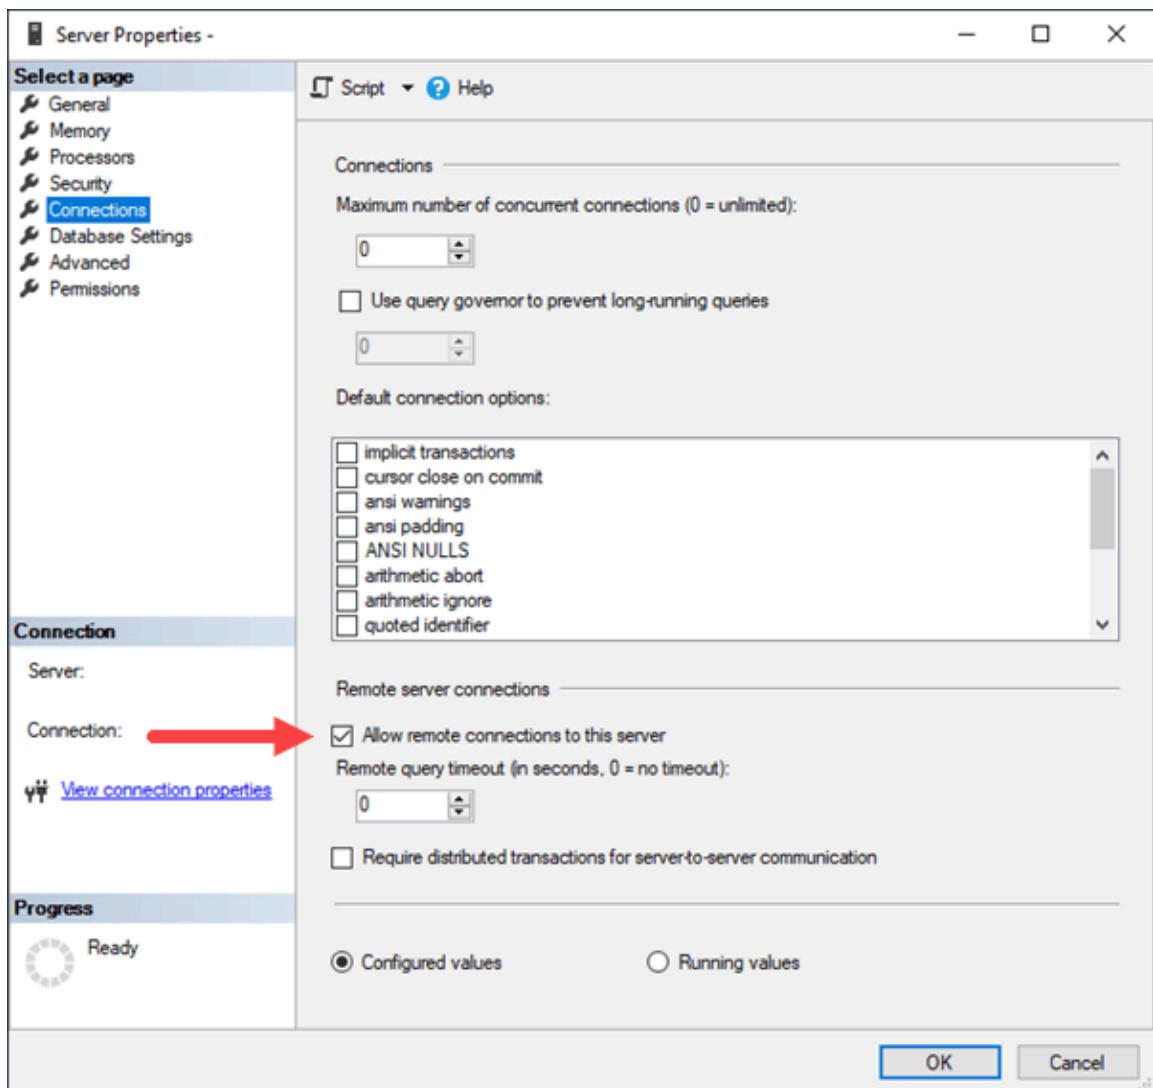 Server Properties -
Select a page
General
Memory
Processors
Security
Connections
Database Settings
Advanced
Permissions
Connection
Server:
Connection:
View connection properties
Progress
Ready
Script
Help
Connections
Maximum number of concurrent connections (0 = unlimited):
0
Use query governor to prevent long-running queries
0
Default connection options:
implicit transactions
cursor close on commit
ansi warnings
ansi padding
ANSI NULLS
arithmetic abort
arithmetic ignore
quoted identifier
Remote server connections
Allow remote connections to this server
Remote query timeout (in seconds, 0 = no timeout):
0
Require distributed transactions for server-to-server communication
Configured values
Running values
OK
Cancel